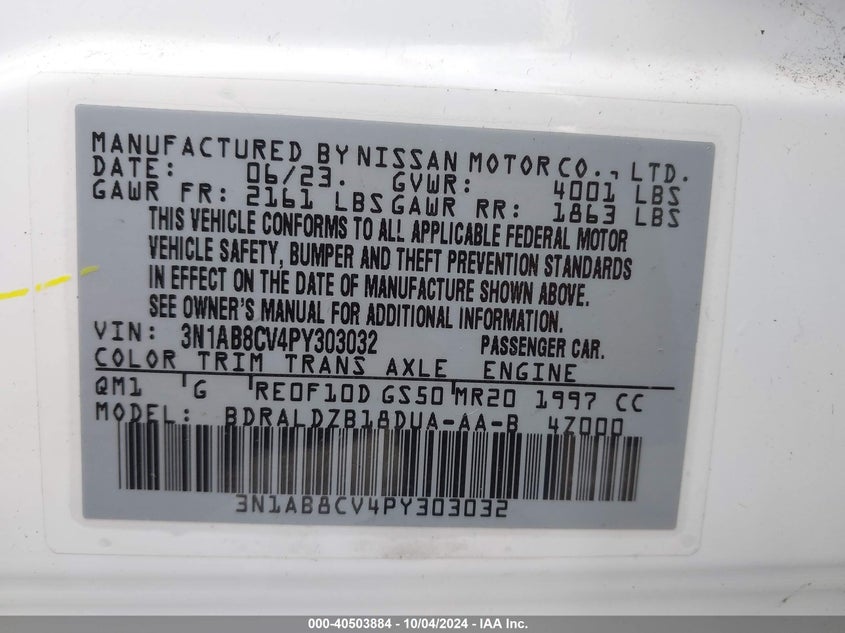 MANUFACTURED BY NISSAN MOTOR CO., LTD.
DATE: 06/23. GVWR: 4001 LBS
GAWR FR: 2161 LBS GAWR RR: 1863 LBS
THIS VEHICLE CONFORMS TO ALL APPLICABLE FEDERAL MOTOR
VEHICLE SAFETY, BUMPER AND THEFT PREVENTION STANDARDS
IN EFFECT ON THE DATE OF MANUFACTURE SHOWN ABOVE.
SEE OWNER'S MANUAL FOR ADDITIONAL INFORMATION.
VIN: 3N1AB8CV4PY303032 PASSENGER CAR.
COLOR TRIM TRANS AXLE ENGINE
QM1 G RE0F10D GS50 MR20 1997 CC
MODEL: BDRALDZB18DUA-AA-B 4Z000
3N1AB8CV4PY303032
000-40503884 - 10/04/2024 - IAA Inc.